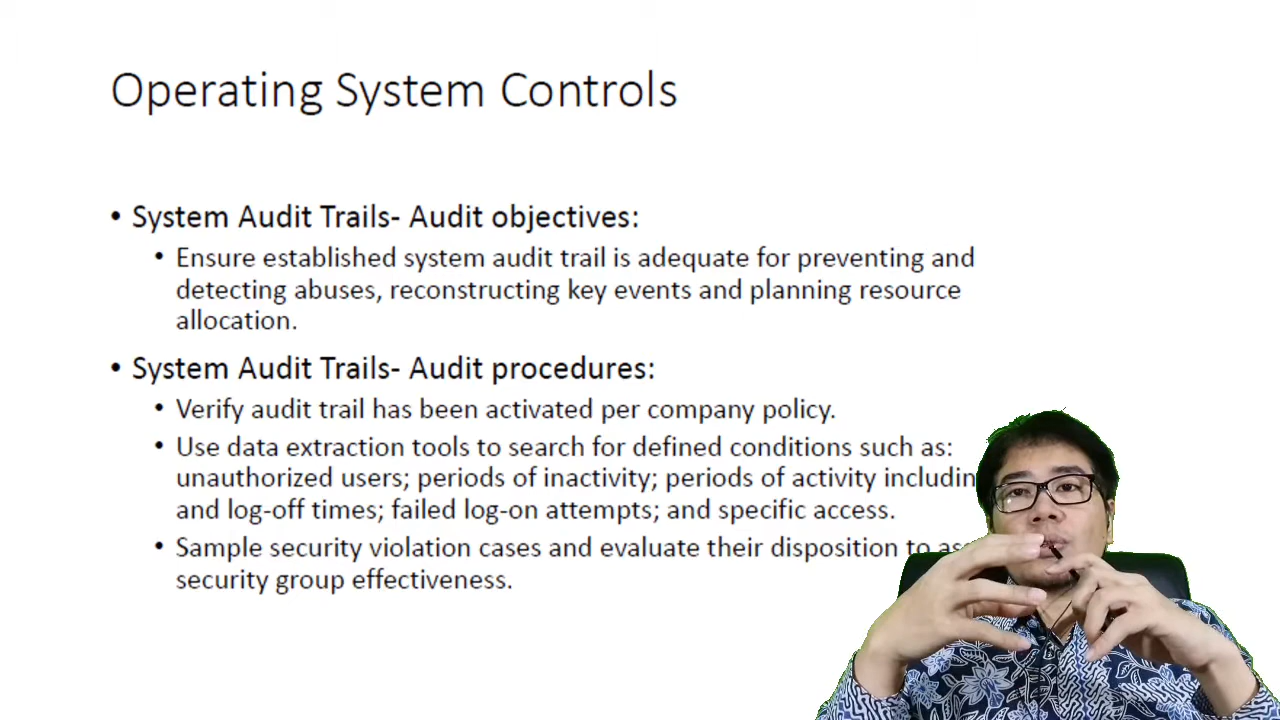 Operating System Controls
• System Audit Trails- Audit objectives:
• Ensure established system audit trail is adequate for preventing and
detecting abuses, reconstructing key events and planning resource
allocation.
• System Audit Trails- Audit procedures:
• Verify audit trail has been activated per company policy.
• Use data extraction tools to search for defined conditions such as:
unauthorized users; periods of inactivity; periods of activity
and log-off times; failed log-on attempts; and specific access.
• Sample security violation cases and evaluate their disposition to
security group effectiveness.